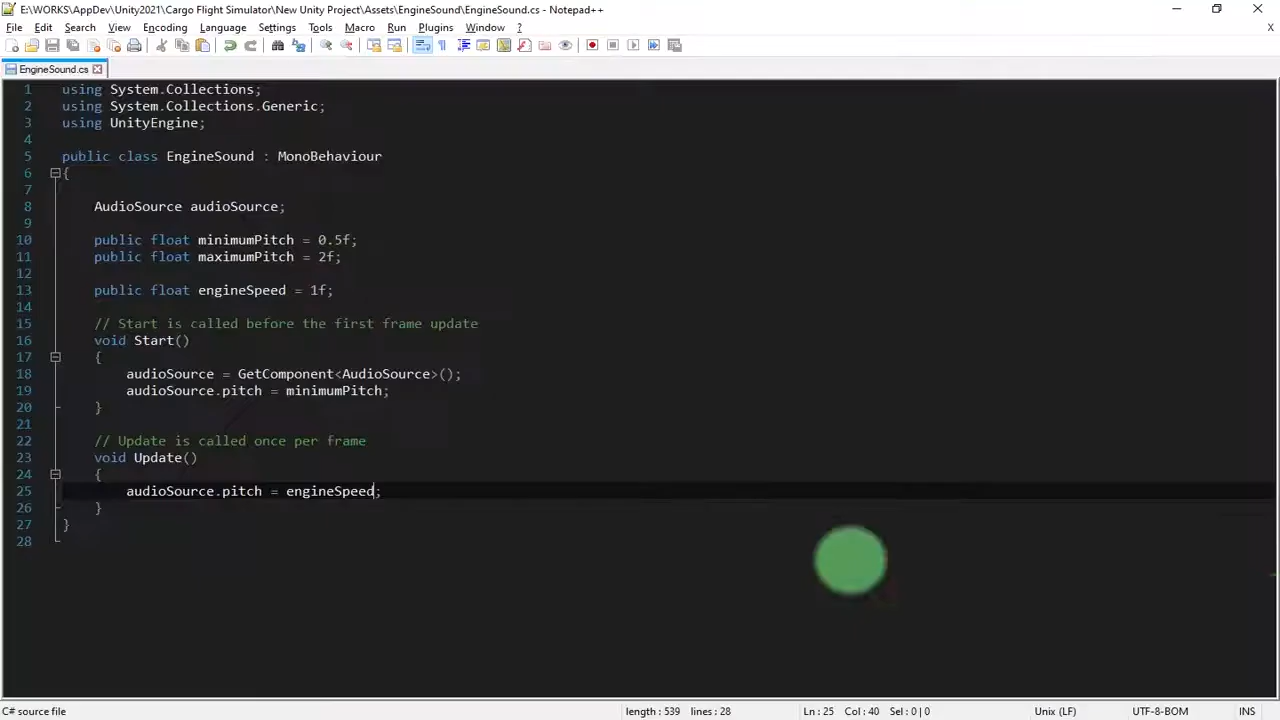 E:\WORKS\AppDev\Unity2021\Cargo Flight Simulator\New Unity Project\Assets\EngineSound\EngineSound.cs - Notepad++
File Edit Search View Encoding Language Settings Tools Macro Run Plugins Window ? X
EngineSound.cs
1 using System.Collections;
2 using System.Collections.Generic;
3 using UnityEngine;
4
5 public class EngineSound : MonoBehaviour
6 {
7
8 AudioSource audioSource;
9
10 public float minimumPitch = 0.5f;
11 public float maximumPitch = 2f;
12
13 public float engineSpeed = 1f;
14
15 // Start is called before the first frame update
16 void Start()
17 {
18 audioSource = GetComponent<AudioSource>();
19 audioSource.pitch = minimumPitch;
20 }
21
22 // Update is called once per frame
23 void Update()
24 {
25 audioSource.pitch = engineSpeed;
26 }
27 }
28
C# source file length : 539 lines : 28 Ln : 25 Col : 40 Sel : 0 | 0 Unix (LF) UTF-8-BOM INS